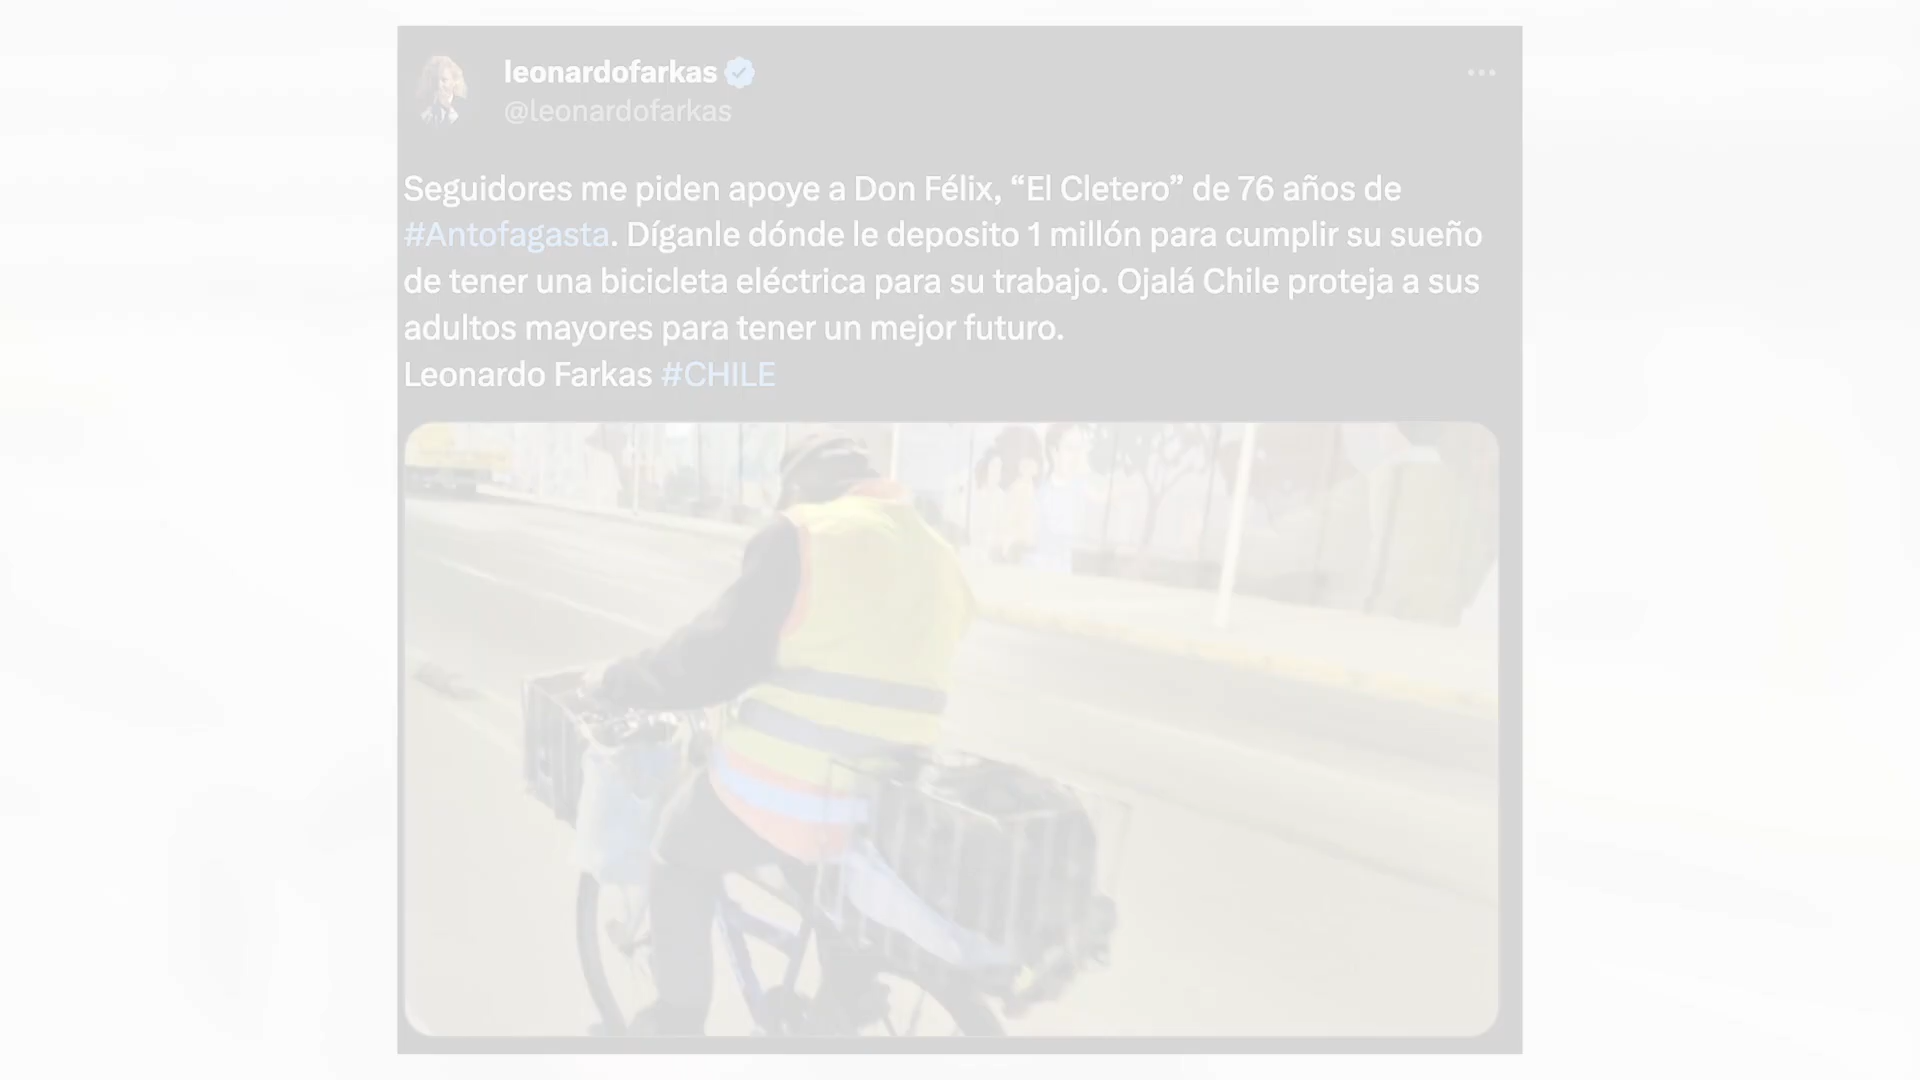 leonardofarkas
@leonardofarkas
Seguidores me piden apoye a Don Félix, “El Cletero” de 76 años de
#Antofagasta. Díganle dónde le deposito 1 millón para cumplir su sueño
de tener una bicicleta eléctrica para su trabajo. Ojalá Chile proteja a sus
adultos mayores para tener un mejor futuro.
Leonardo Farkas #CHILE